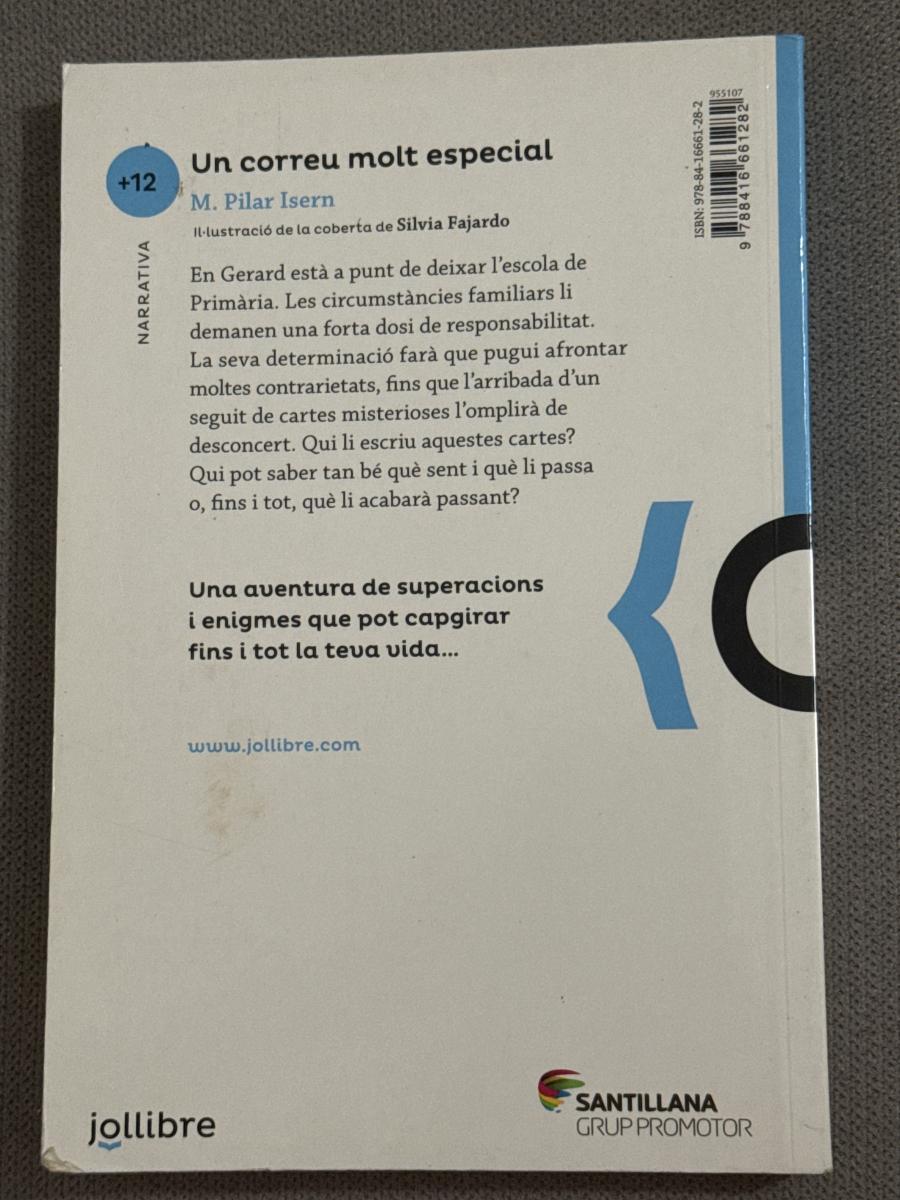 Un correu molt especial
+12
M. Pilar Isern
Il·lustració de la coberta de Silvia Fajardo
NARRATIVA
En Gerard està a punt de deixar l'escola de
Primària. Les circumstàncies familiars li
demanen una forta dosi de responsabilitat.
La seva determinació farà que pugui afrontar
moltes contrarietats, fins que l'arribada d'un
seguit de cartes misterioses l'omplirà de
desconcert. Qui li escriu aquestes cartes?
Qui pot saber tan bé què sent i què li passa
o, fins i tot, què li acabarà passant?
Una aventura de superacions
i enigmes que pot capgirar
fins i tot la teva vida...
www.jollibre.com
955107
ISBN: 978-84-16661-28-2
9 788416 661282
jollibre
SANTILLANA
GRUP PROMOTOR